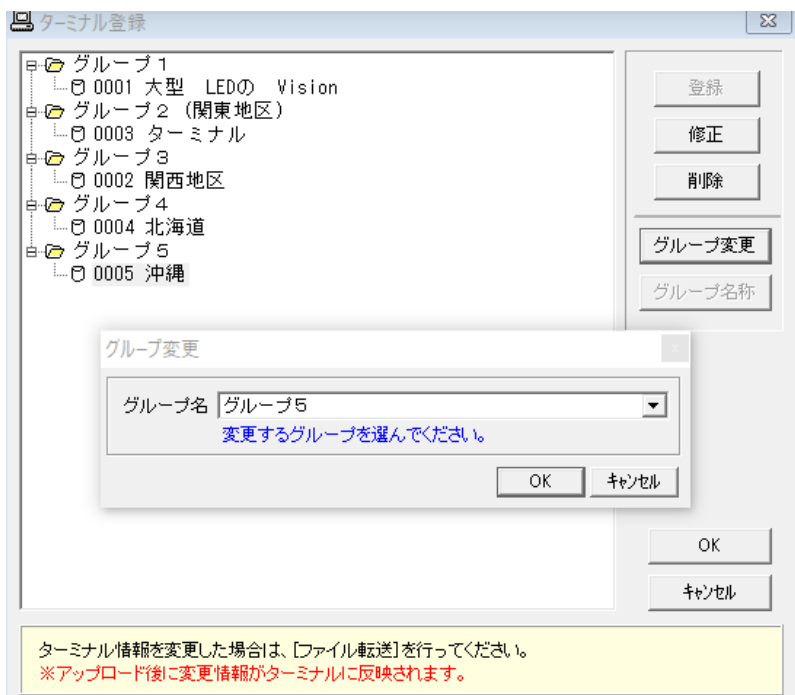 ターミナル登録
グループ1
0001 大型 LEDの Vision
グループ2 (関東地区)
0003 ターミナル
グループ3
0002 関西地区
グループ4
0004 北海道
グループ5
0005 沖縄
登録
修正
削除
グループ変更
グループ名称
グループ変更
グループ名 グループ5
変更するグループを選んでください。
OK キャンセル
OK
キャンセル
ターミナル情報を変更した場合は、[ファイル転送]を行ってください。
※アップロード後に変更情報がターミナルに反映されます。